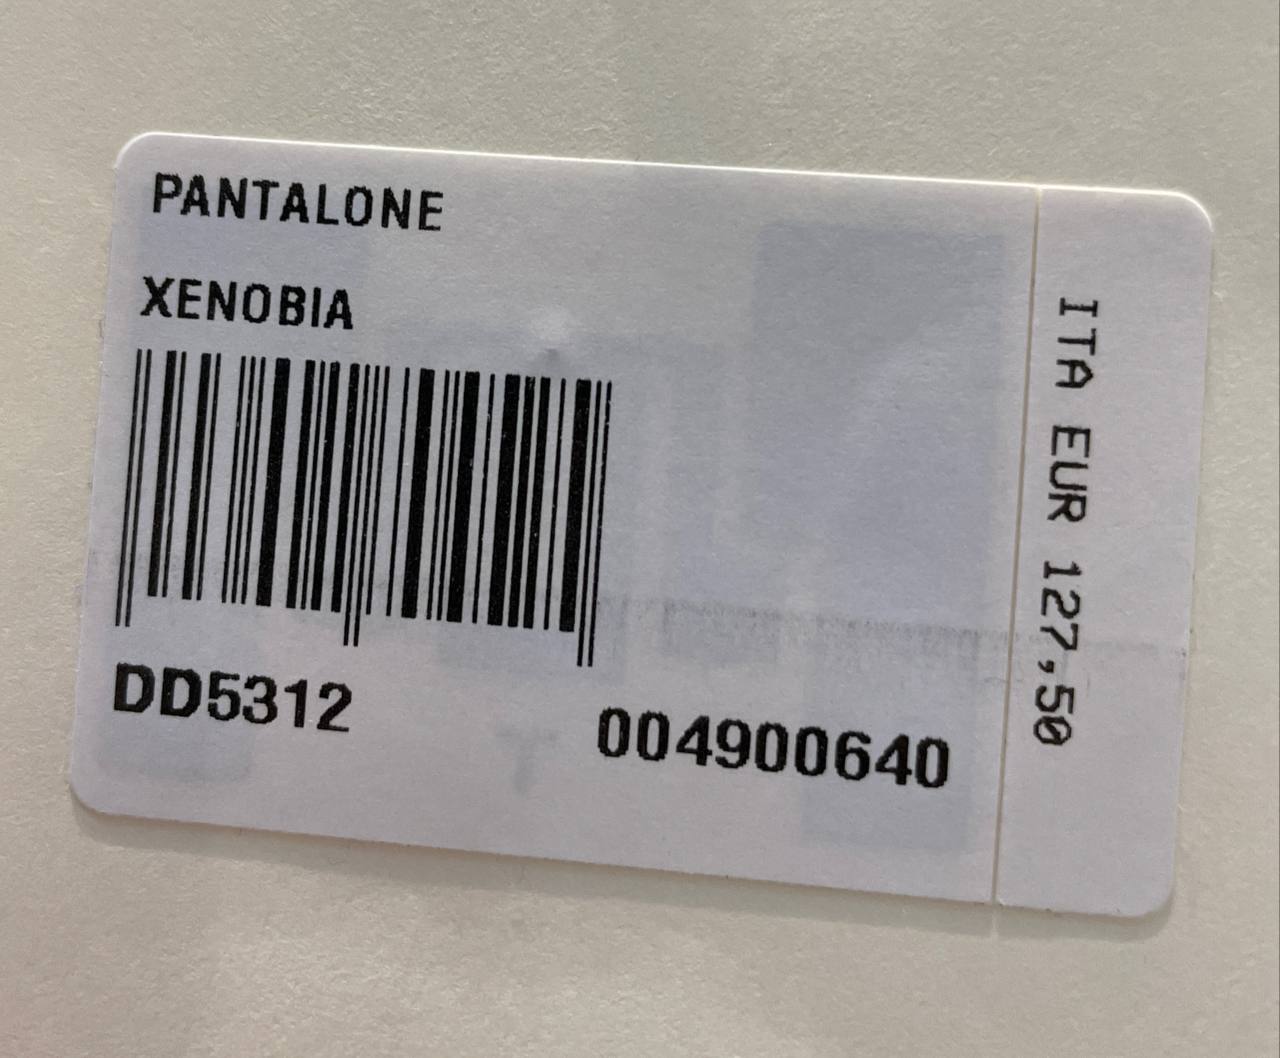 PANTALONE
XENOBIA
DD5312
004900640
ITA EUR 127,50